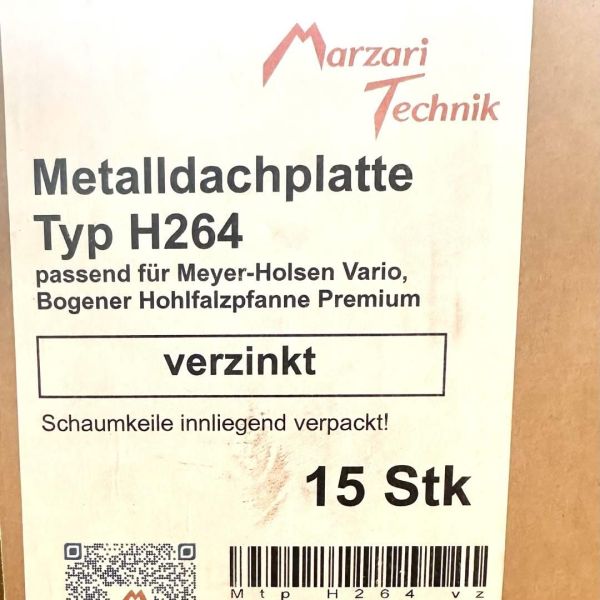 Marzari
Technik
Metalldachplatte
Typ H264
passend für Meyer-Holsen Vario,
Bogener Hohlfalzpfanne Premium
verzinkt
Schaumkeile innliegend verpackt!
15 Stk
Mtp H264 vz